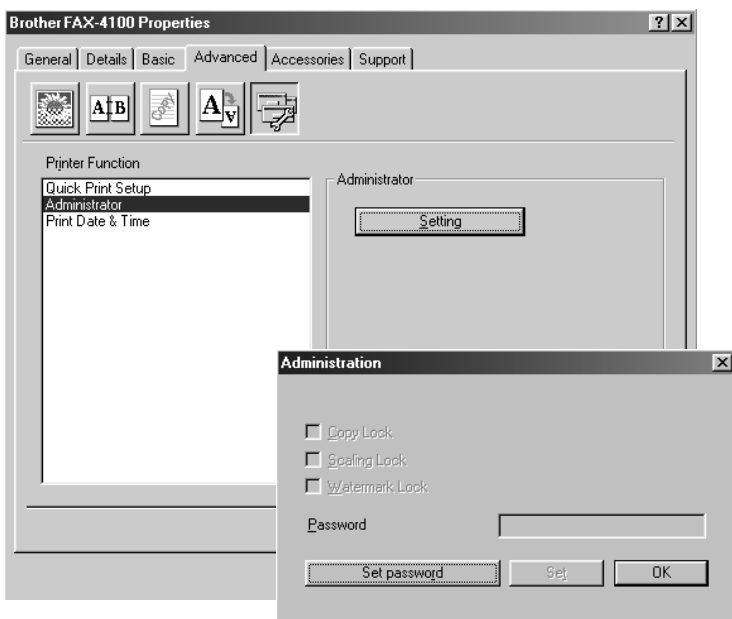 Brother FAX-4100 Properties
General Details Basic Advanced Accessories Support
A B Copy A A
Printer Function
Quick Print Setup
Administrator
Print Date & Time
Administrator
Setting
Administration
Copy Lock
Scaling Lock
Watermark Lock
Password
Set password Set OK